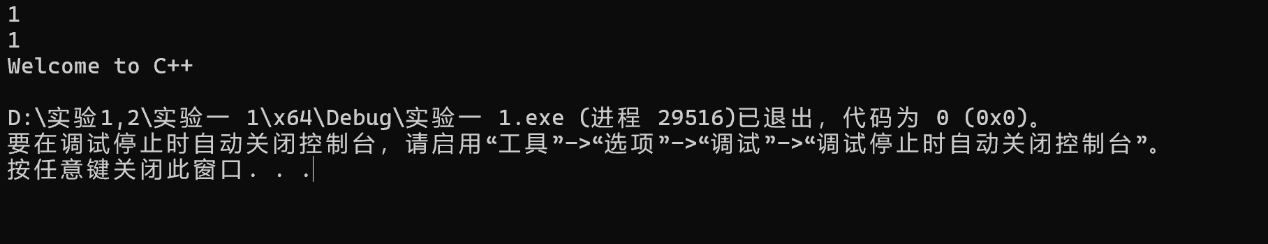 1
1
Welcome to C++
D:\实验1,2\实验一 1\x64\Debug\实验一 1.exe (进程 29516)已退出，代码为 0 (0x0)。
要在调试停止时自动关闭控制台，请启用“工具”->“选项”->“调试”->“调试停止时自动关闭控制台”。
按任意键关闭此窗口. . .